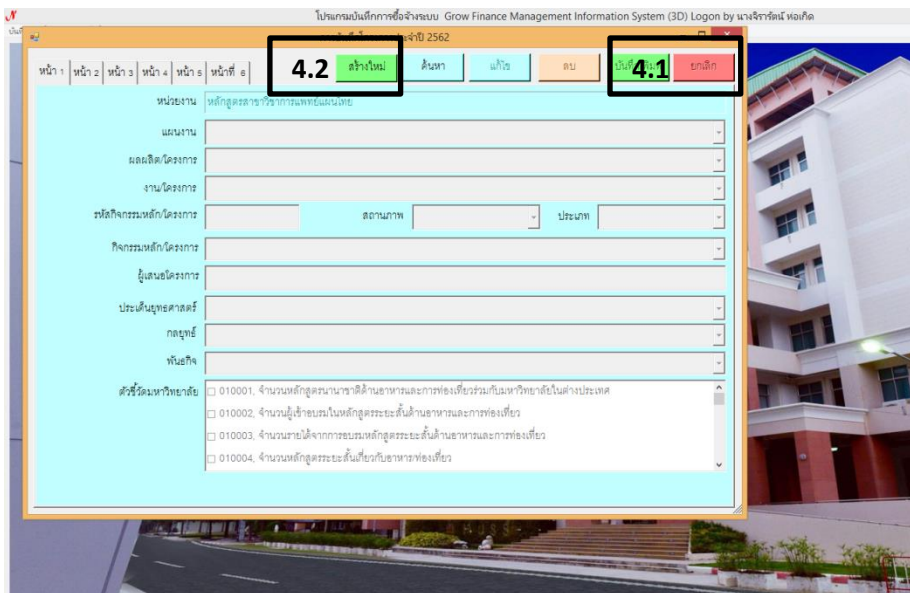 โปรแกรมบันทึกการซื้อจ้างระบบ Grow Finance Management Information System (3D) Logon by นางจิรารัตน์ ห่อเกิด
ประจำปี 2562
หน้า 1 หน้า 2 หน้า 3 หน้า 4 หน้า 5 หน้าที่ 6 4.2 สร้างใหม่ ค้นหา แก้ไข ลบ 4.1 ยกเลิก
หน่วยงาน หลักสูตรสาขาวิชาการแพทย์แผนไทย
แผนงาน
ผลผลิต/โครงการ
งาน/โครงการ
รหัสกิจกรรมหลัก/โครงการ สถานภาพ ประเภท
กิจกรรมหลัก/โครงการ
ผู้เสนอโครงการ
ประเด็นยุทธศาสตร์
กลยุทธ์
พันธกิจ
ตัวชี้วัดมหาวิทยาลัย 010001, จำนวนหลักสูตรนานาชาติด้านอาหารและการท่องเที่ยวร่วมกับมหาวิทยาลัยในต่างประเทศ
010002, จำนวนผู้เข้าอบรมในหลักสูตรระยะสั้นด้านอาหารและการท่องเที่ยว
010003, จำนวนรายได้จากการอบรมหลักสูตรระยะสั้นด้านอาหารและการท่องเที่ยว
010004, จำนวนหลักสูตรระยะสั้นเกี่ยวกับอาหาร/ท่องเที่ยว